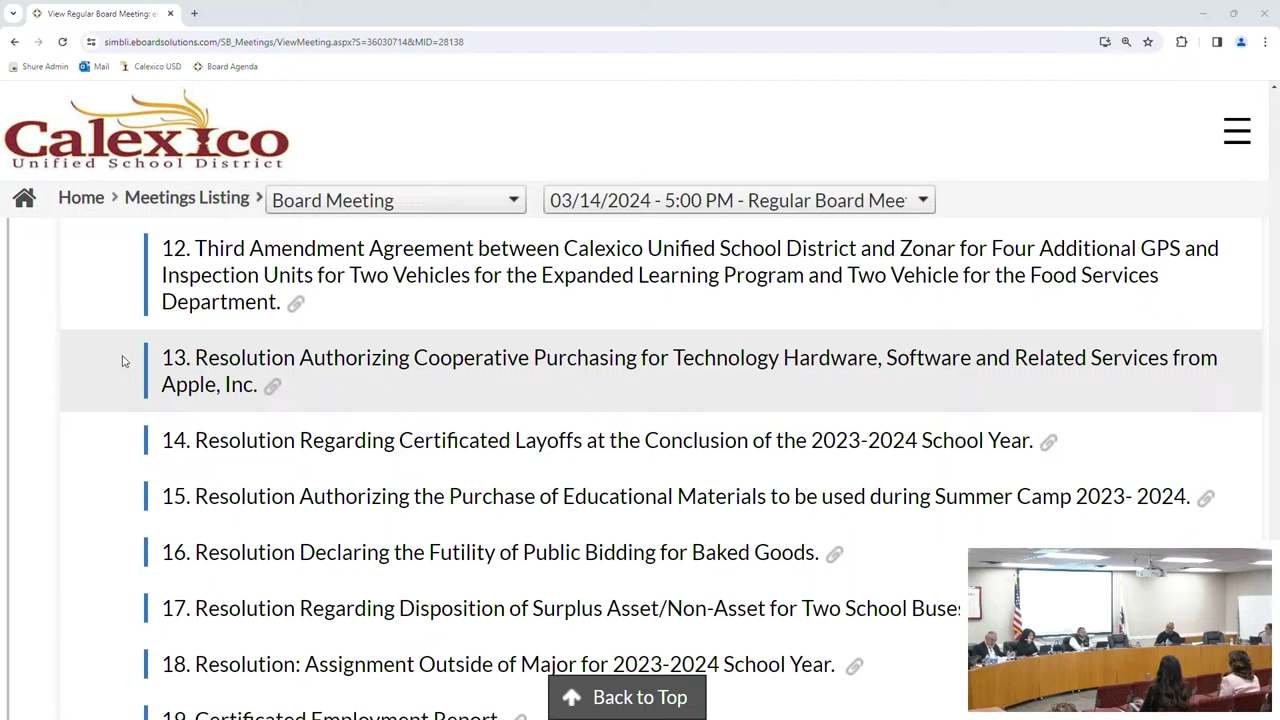 View Regular Board Meeting: e
simbli.eboardsolutions.com/SB_Meetings/ViewMeeting.aspx?S=36030714&MID=28138
Shure Admin Mail Calexico USD Board Agenda
Calexico
Unified School District
Home > Meetings Listing > Board Meeting 03/14/2024 - 5:00 PM - Regular Board Mee
12. Third Amendment Agreement between Calexico Unified School District and Zonar for Four Additional GPS and
Inspection Units for Two Vehicles for the Expanded Learning Program and Two Vehicle for the Food Services
Department.
13. Resolution Authorizing Cooperative Purchasing for Technology Hardware, Software and Related Services from
Apple, Inc.
14. Resolution Regarding Certificated Layoffs at the Conclusion of the 2023-2024 School Year.
15. Resolution Authorizing the Purchase of Educational Materials to be used during Summer Camp 2023- 2024.
16. Resolution Declaring the Futility of Public Bidding for Baked Goods.
17. Resolution Regarding Disposition of Surplus Asset/Non-Asset for Two School Buses
18. Resolution: Assignment Outside of Major for 2023-2024 School Year.
Back to Top
19. Certificated Employment Report.